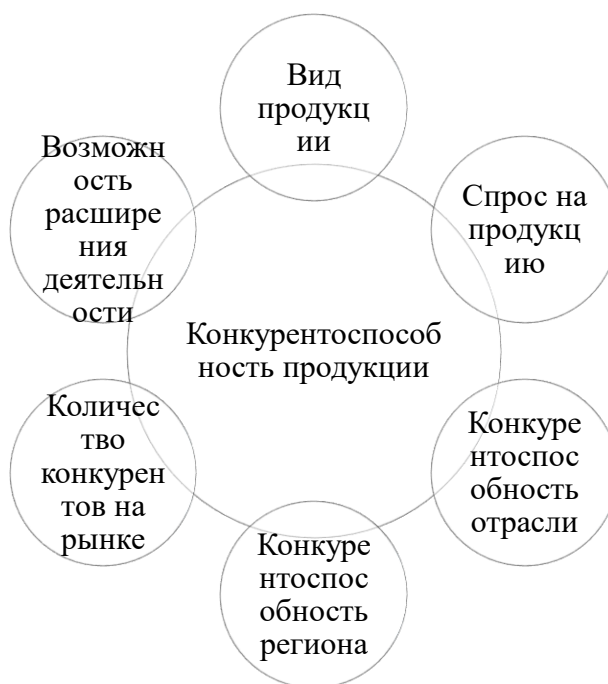 Вид
продукц
ии
Возможн
ость
расшире
ния
деятельн
ости
Спрос на
продукц
ию
Конкурентоспособ
ность продукции
Количес
тво
конкурен
тов на
рынке
Конкуре
нтоспос
обность
отрасли
Конкуре
нтоспос
обность
региона